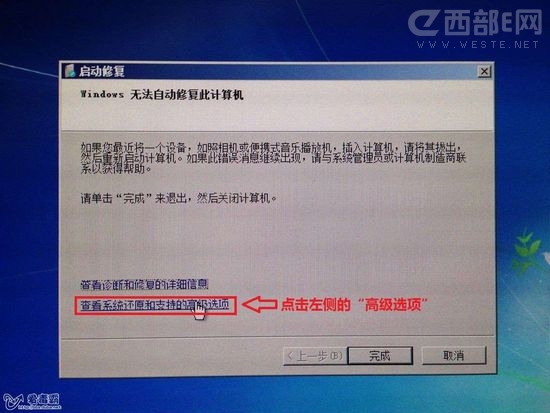 西部E网
WWW.WESTE.NET
启动修复
Windows 无法自动修复此计算机
如果您最近将一个设备，如照相机或便携式音乐播放机，插入计算机，请将其拔出，
然后重新启动计算机。如果此错误消息继续出现，请与系统管理员或计算机制造商联
系以获得帮助。
请单击“完成”来退出，然后关闭计算机。
查看诊断和修复的详细信息
查看系统还原和支持的高级选项
点击左侧的“高级选项”
<上一步(B)
完成
取消
爱毒霸